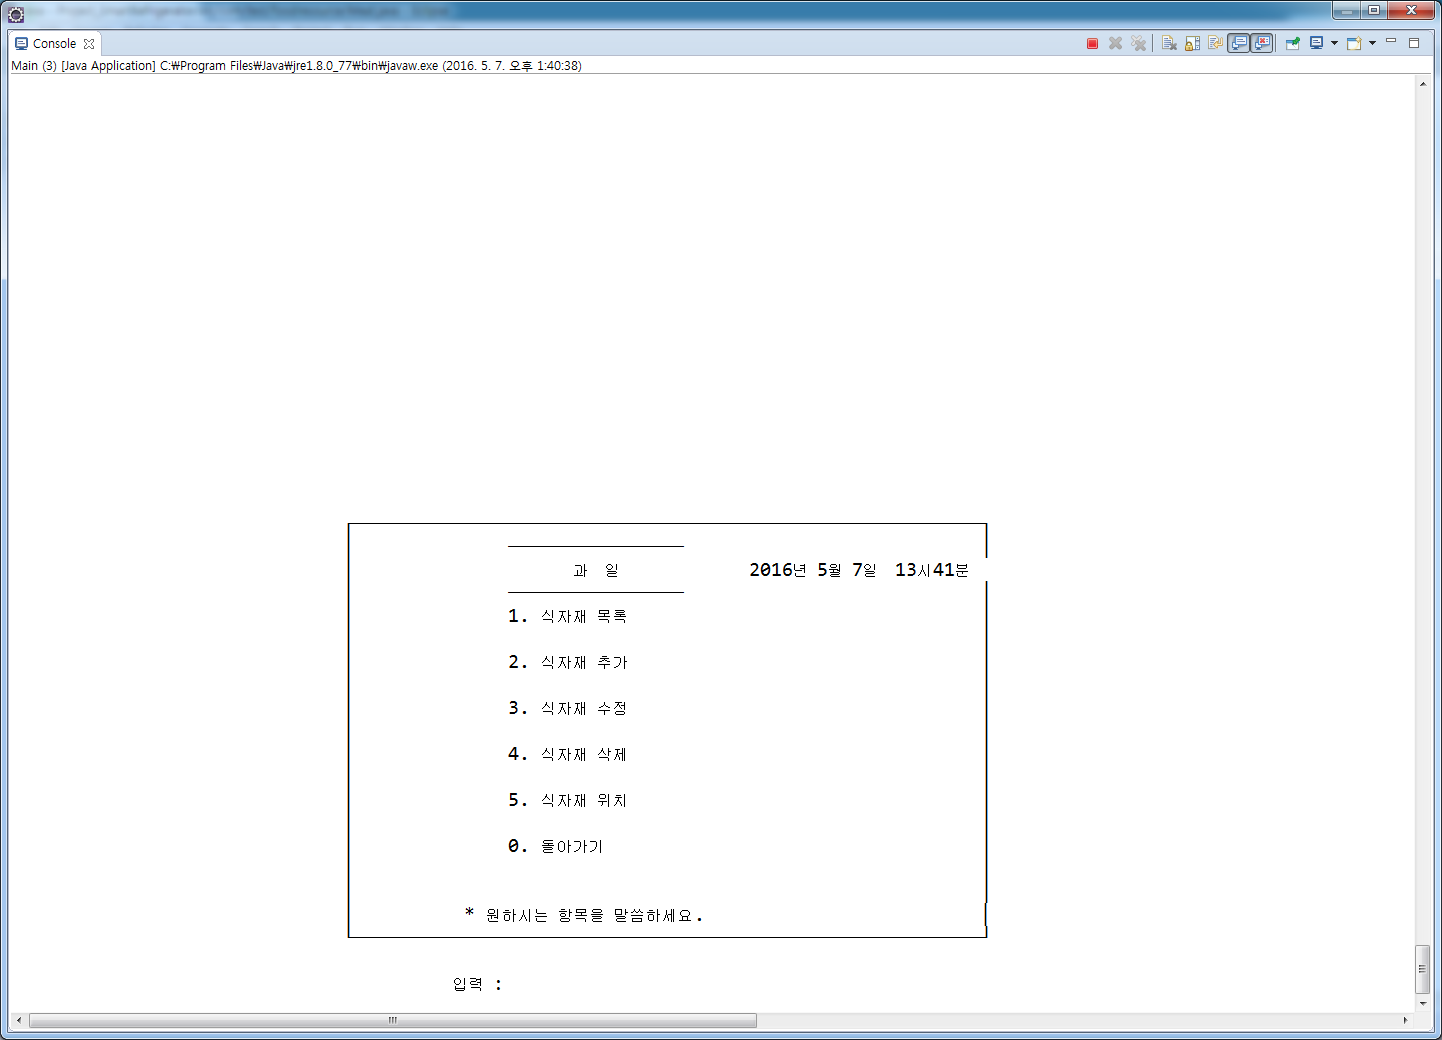 Console
Main (3) [Java Application] C:₩Program Files₩Java₩jre1.8.0_77₩bin₩javaw.exe (2016. 5. 7. 오후 1:40:38)
과 일 2016년 5월 7일 13시41분
1. 식자재 목록
2. 식자재 추가
3. 식자재 수정
4. 식자재 삭제
5. 식자재 위치
0. 돌아가기
* 원하시는 항목을 말씀하세요.
입력 :